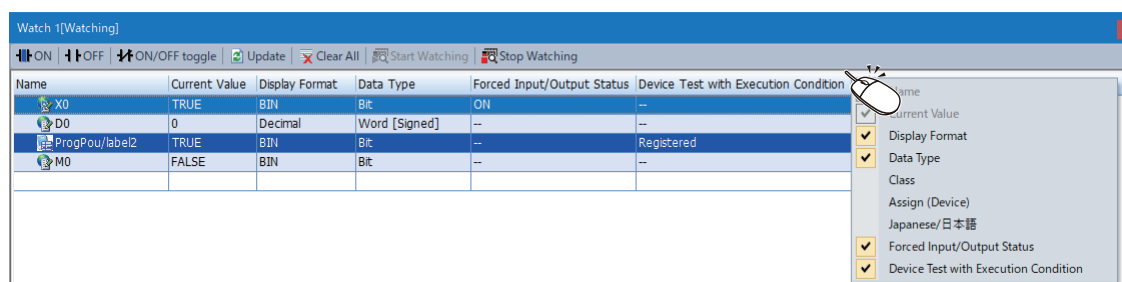 Watch 1[Watching]
ON OFF ON/OFF toggle Update Clear All Start Watching Stop Watching
Name Current Value Display Format Data Type Forced Input/Output Status Device Test with Execution Condition
X0 TRUE BIN Bit ON --
D0 0 Decimal Word [Signed] -- --
ProgPou/label2 TRUE BIN Bit -- Registered
M0 FALSE BIN Bit -- --
Name
Current Value
Display Format
Data Type
Class
Assign (Device)
Japanese/日本語
Forced Input/Output Status
Device Test with Execution Condition